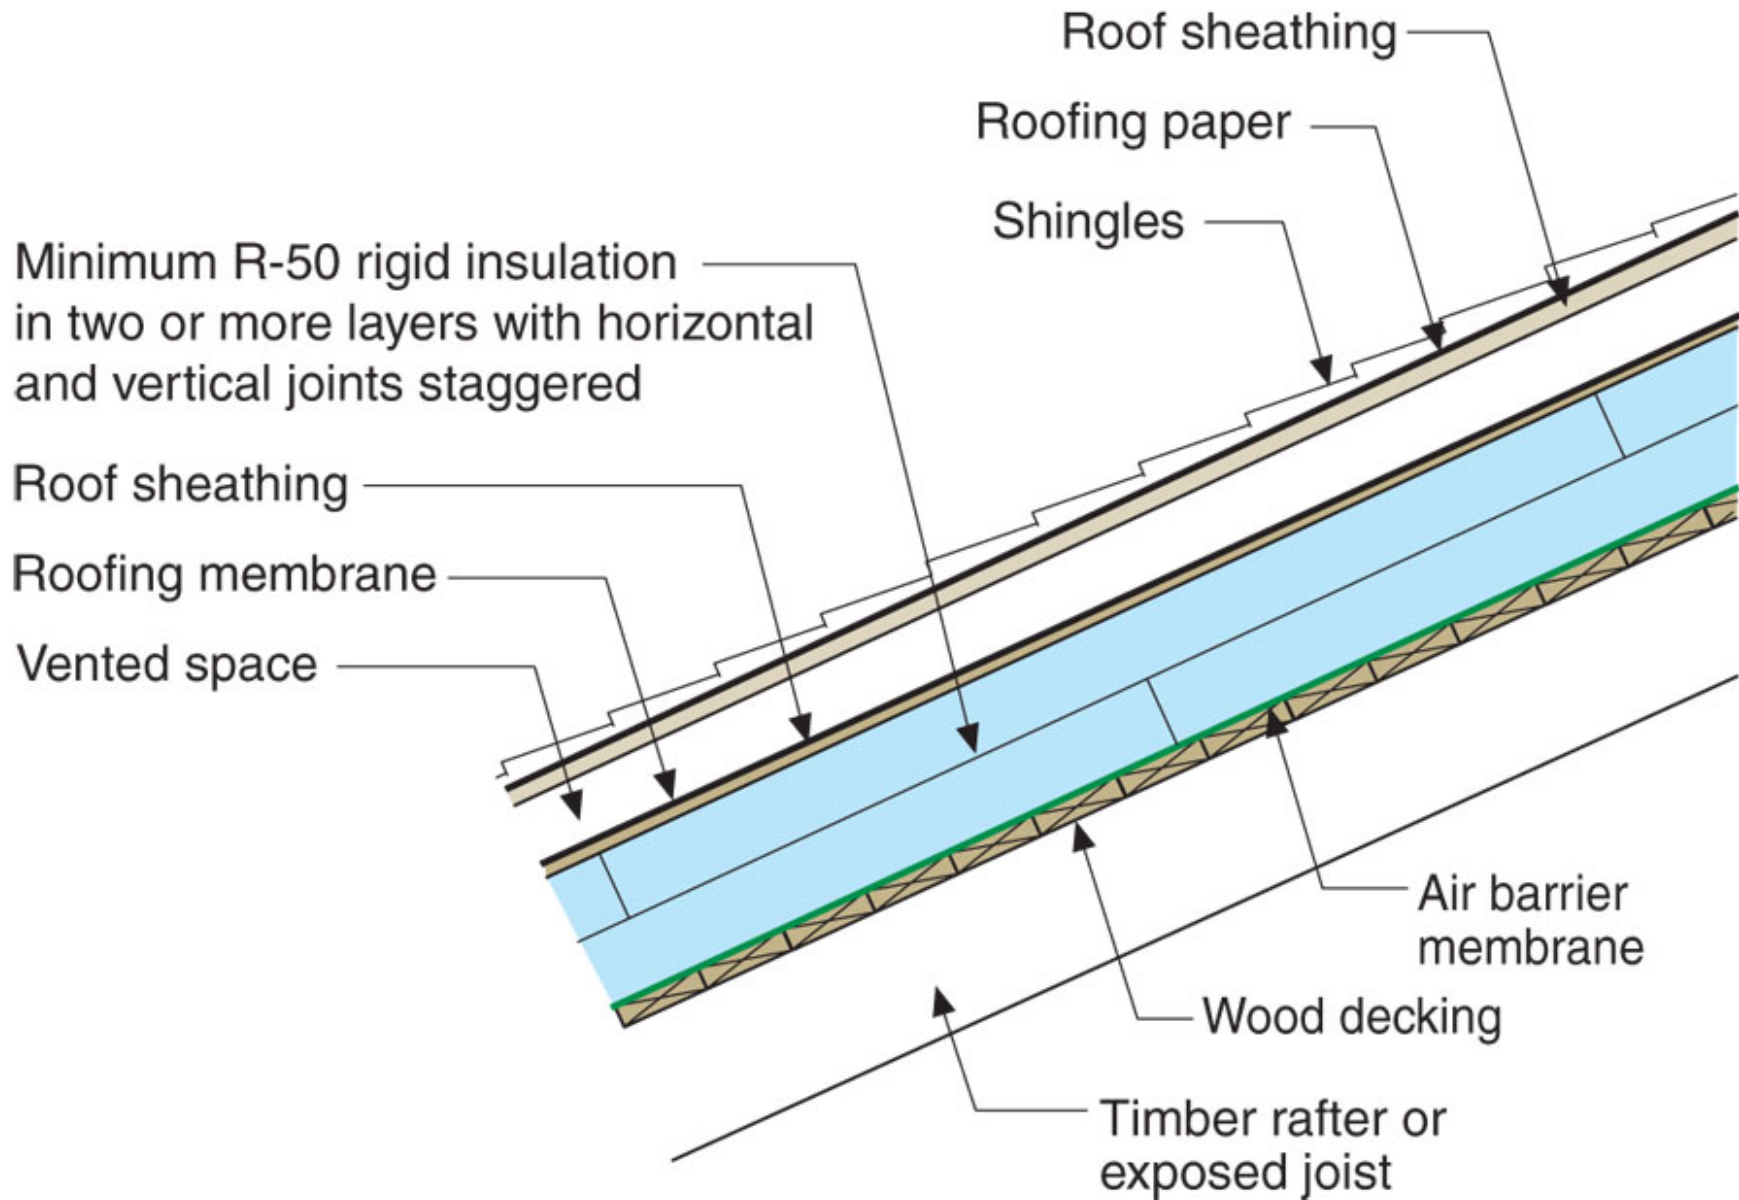 Roof sheathing
Roofing paper
Shingles
Minimum R-50 rigid insulation
in two or more layers with horizontal
and vertical joints staggered
Roof sheathing
Roofing membrane
Vented space
Air barrier
membrane
Wood decking
Timber rafter or
exposed joist